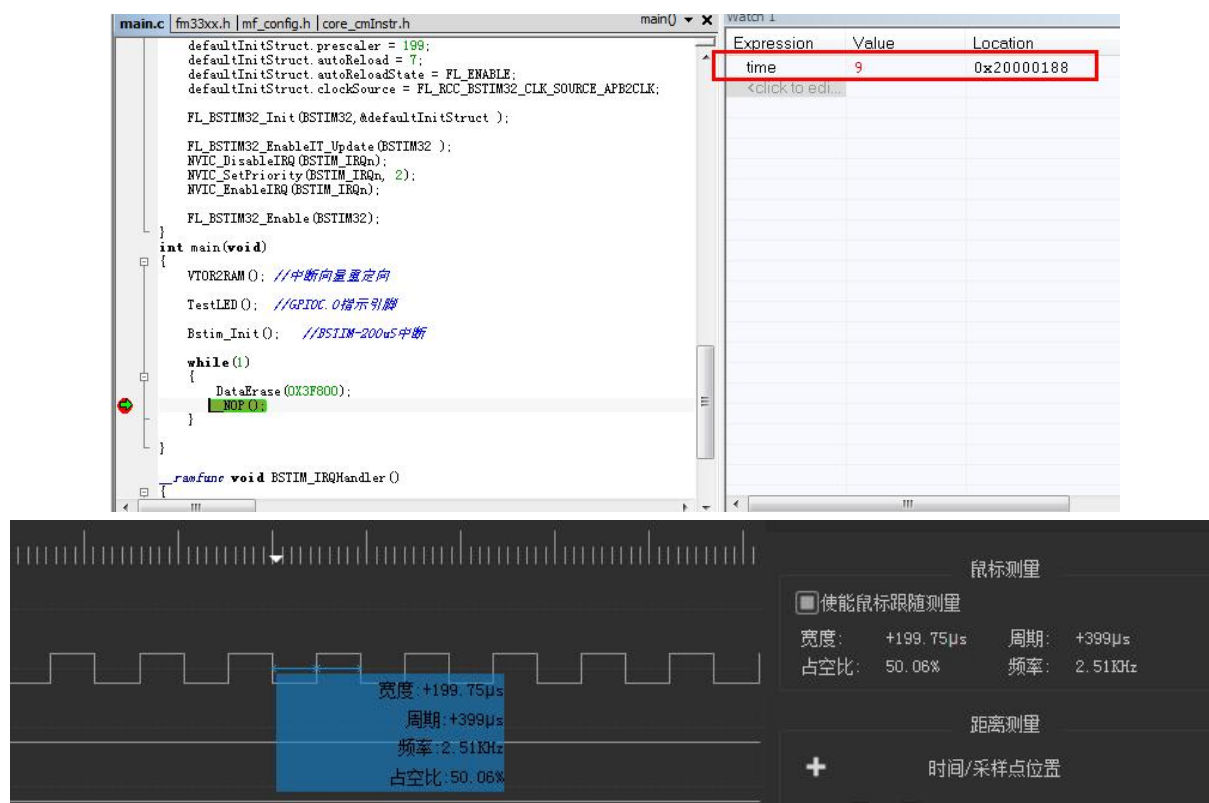 main.c fm33xx.h mf_config.h core_cmInstr.h main()
defaultInitStruct.prescaler = 199;
defaultInitStruct.autoReload = 7;
defaultInitStruct.autoReloadState = FL_ENABLE;
defaultInitStruct.clockSource = FL_RCC_BSTIM32_CLK_SOURCE_APB2CLK;
FL_BSTIM32_Init(BSTIM32,&defaultInitStruct );
FL_BSTIM32_EnableIT_Update(BSTIM32 );
NVIC_DisableIRQ(BSTIM_IRQn);
NVIC_SetPriority(BSTIM_IRQn, 2);
NVIC_EnableIRQ(BSTIM_IRQn);
FL_BSTIM32_Enable(BSTIM32);
}
int main(void)
{
VTOR2RAM(); //中断向量重定向
TestLED(); //GPIOC.0指示引脚
Bstim_Init(); //BSTIM-200uS中断
while(1)
{
DataErase(0X3F800);
__NOP();
}
}
__ramfunc void BSTIM_IRQHandler()
{
Watch 1
Expression Value Location
time 9 0x20000188
<click to edi...
宽度:+199.75μs
周期:+399μs
频率:2.51KHz
占空比:50.06%
鼠标测量
使能鼠标跟随测量
宽度: +199.75μs 周期: +399μs
占空比: 50.06% 频率: 2.51KHz
距离测量
+ 时间/采样点位置